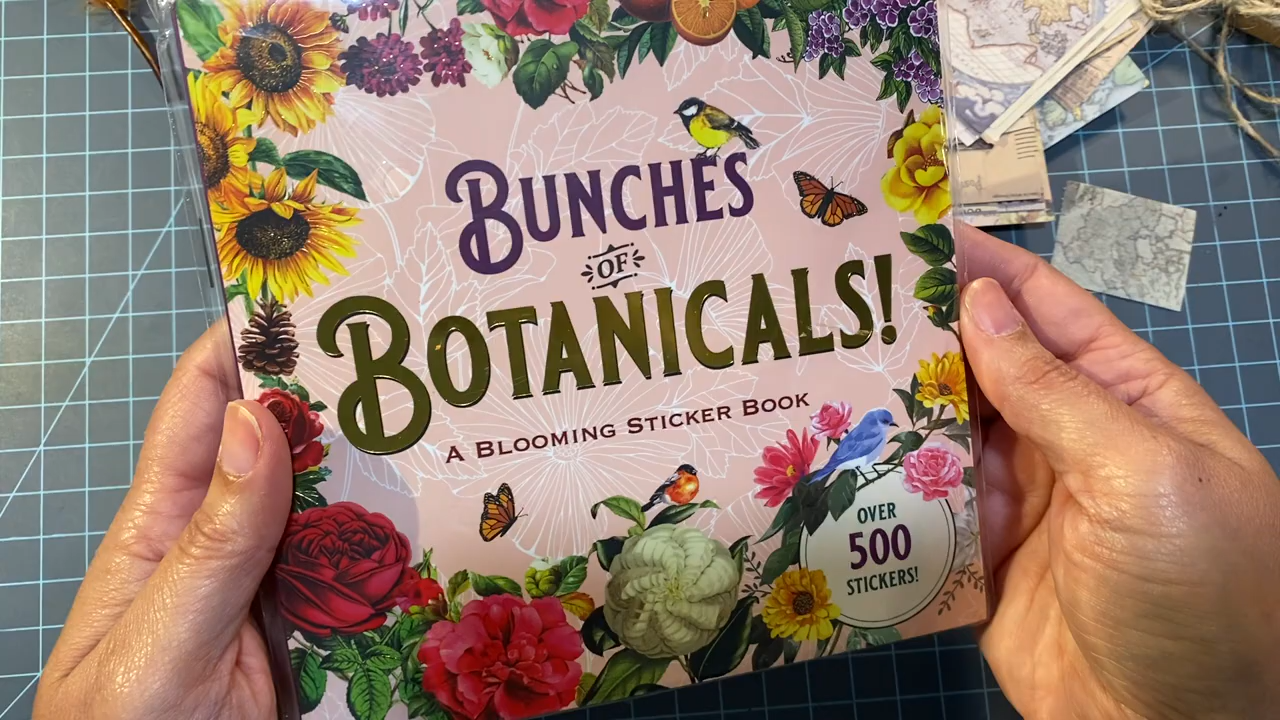 BUNCHES
OF
BOTANICALS!
A BLOOMING STICKER BOOK
OVER
500
STICKERS!